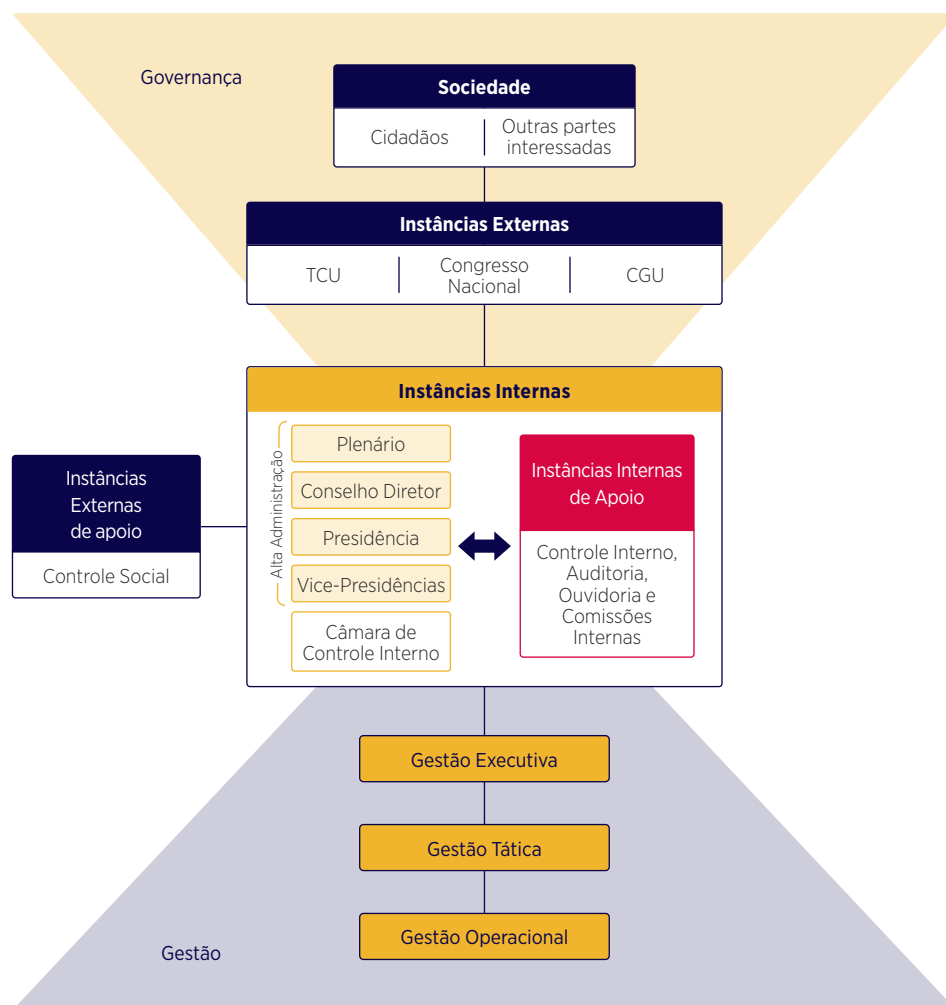 Governança
Sociedade
Cidadãos
Outras partes
interessadas
Instâncias Externas
TCU
Congresso
Nacional
CGU
Instâncias Internas
Alta Administração
Plenário
Conselho Diretor
Presidência
Vice-Presidências
Câmara de
Controle Interno
Instâncias Internas
de Apoio
Controle Interno,
Auditoria,
Ouvidoria e
Comissões
Internas
Instâncias
Externas
de apoio
Controle Social
Gestão Executiva
Gestão Tática
Gestão Operacional
Gestão